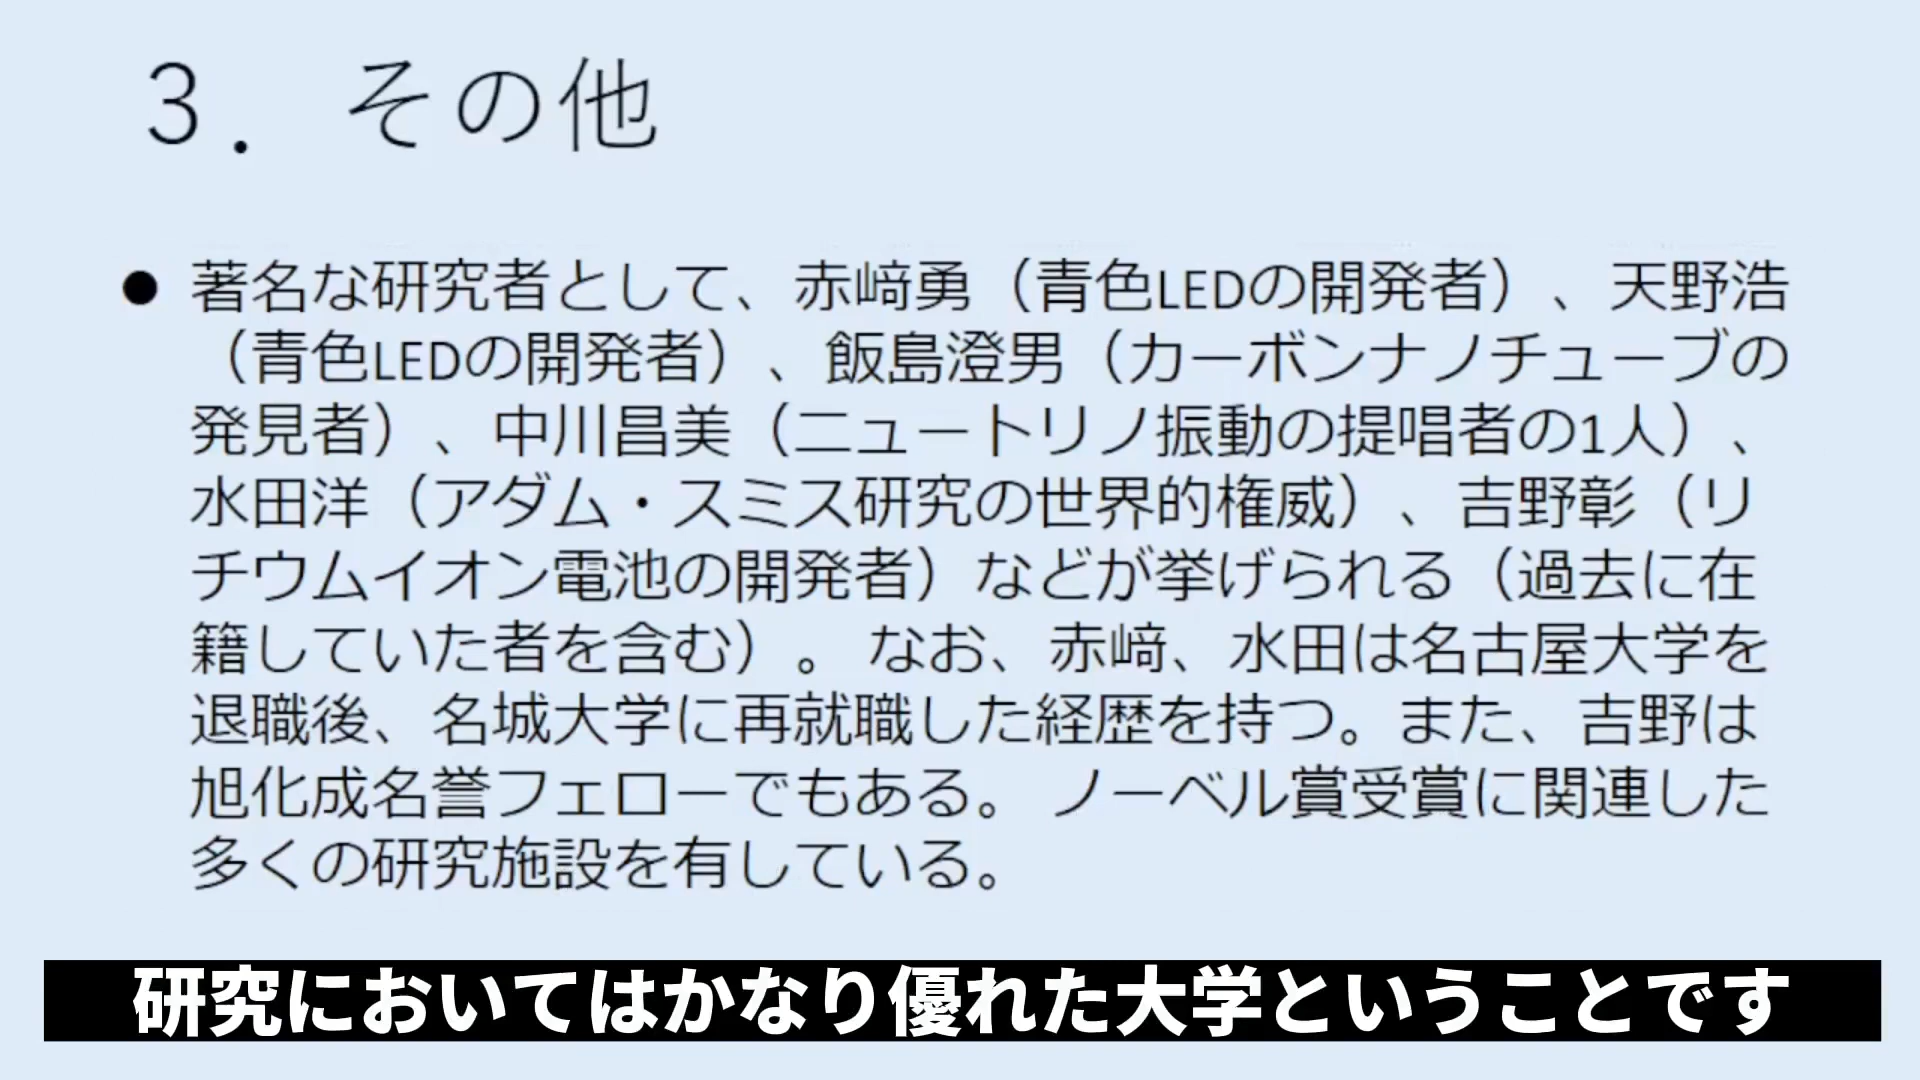 ３．その他
● 著名な研究者として、赤﨑勇（青色LEDの開発者）、天野浩
（青色LEDの開発者）、飯島澄男（カーボンナノチューブの
発見者）、中川昌美（ニュートリノ振動の提唱者の1人）、
水田洋（アダム・スミス研究の世界的権威）、吉野彰（リ
チウムイオン電池の開発者）などが挙げられる（過去に在
籍していた者を含む）。 なお、赤﨑、水田は名古屋大学を
退職後、名城大学に再就職した経歴を持つ。また、吉野は
旭化成名誉フェローでもある。 ノーベル賞受賞に関連した
多くの研究施設を有している。
研究においてはかなり優れた大学ということです